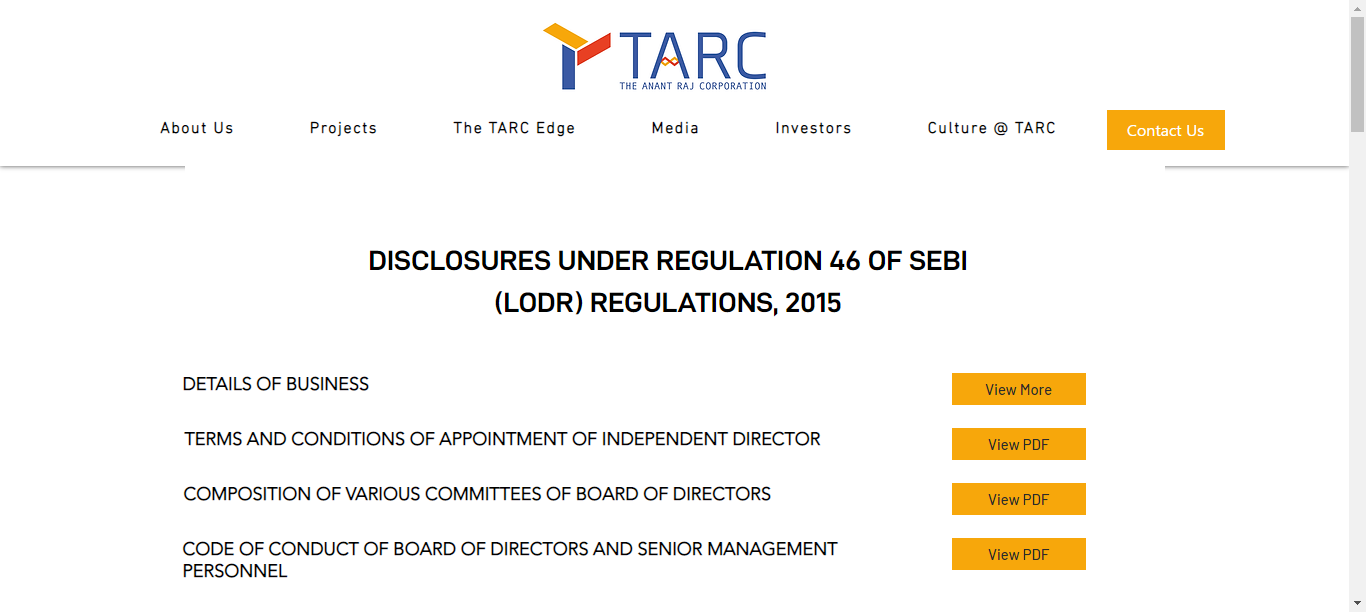 TARC
THE ANANT RAJ CORPORATION
About Us Projects The TARC Edge Media Investors Culture @ TARC Contact Us
DISCLOSURES UNDER REGULATION 46 OF SEBI
(LODR) REGULATIONS, 2015
DETAILS OF BUSINESS View More
TERMS AND CONDITIONS OF APPOINTMENT OF INDEPENDENT DIRECTOR View PDF
COMPOSITION OF VARIOUS COMMITTEES OF BOARD OF DIRECTORS View PDF
CODE OF CONDUCT OF BOARD OF DIRECTORS AND SENIOR MANAGEMENT View PDF
PERSONNEL